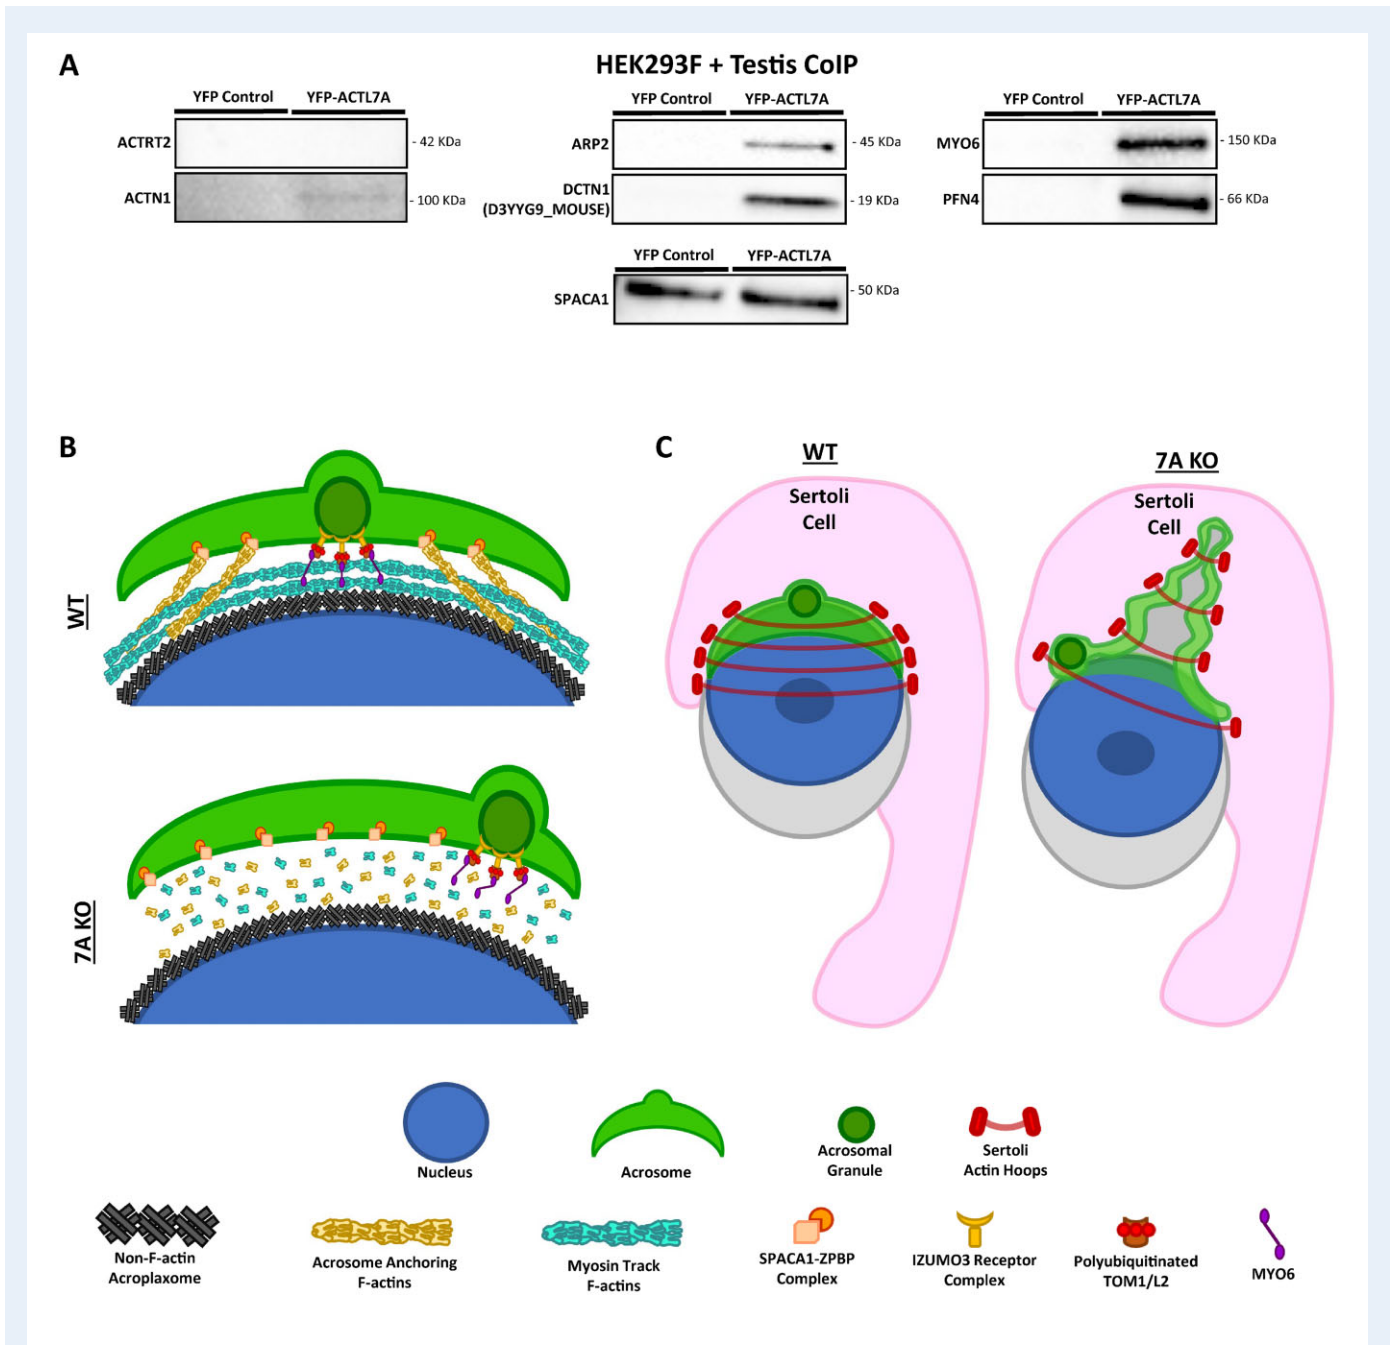 A
HEK293F + Testis CoIP
YFP Control YFP-ACTL7A
ACTRT2 - 42 KDa
ACTN1 - 100 KDa
YFP Control YFP-ACTL7A
ARP2 - 45 KDa
DCTN1
(D3YYG9_MOUSE) - 19 KDa
YFP Control YFP-ACTL7A
MYO6 - 150 KDa
PFN4 - 66 KDa
YFP Control YFP-ACTL7A
SPACA1 - 50 KDa
B
WT
7A KO
C
WT
Sertoli
Cell
7A KO
Sertoli
Cell
Nucleus
Acrosome
Acrosomal
Granule
Sertoli
Actin Hoops
Non-F-actin
Acroplaxome
Acrosome Anchoring
F-actins
Myosin Track
F-actins
SPACA1-ZPBP
Complex
IZUMO3 Receptor
Complex
Polyubiquitinated
TOM1/L2
MYO6